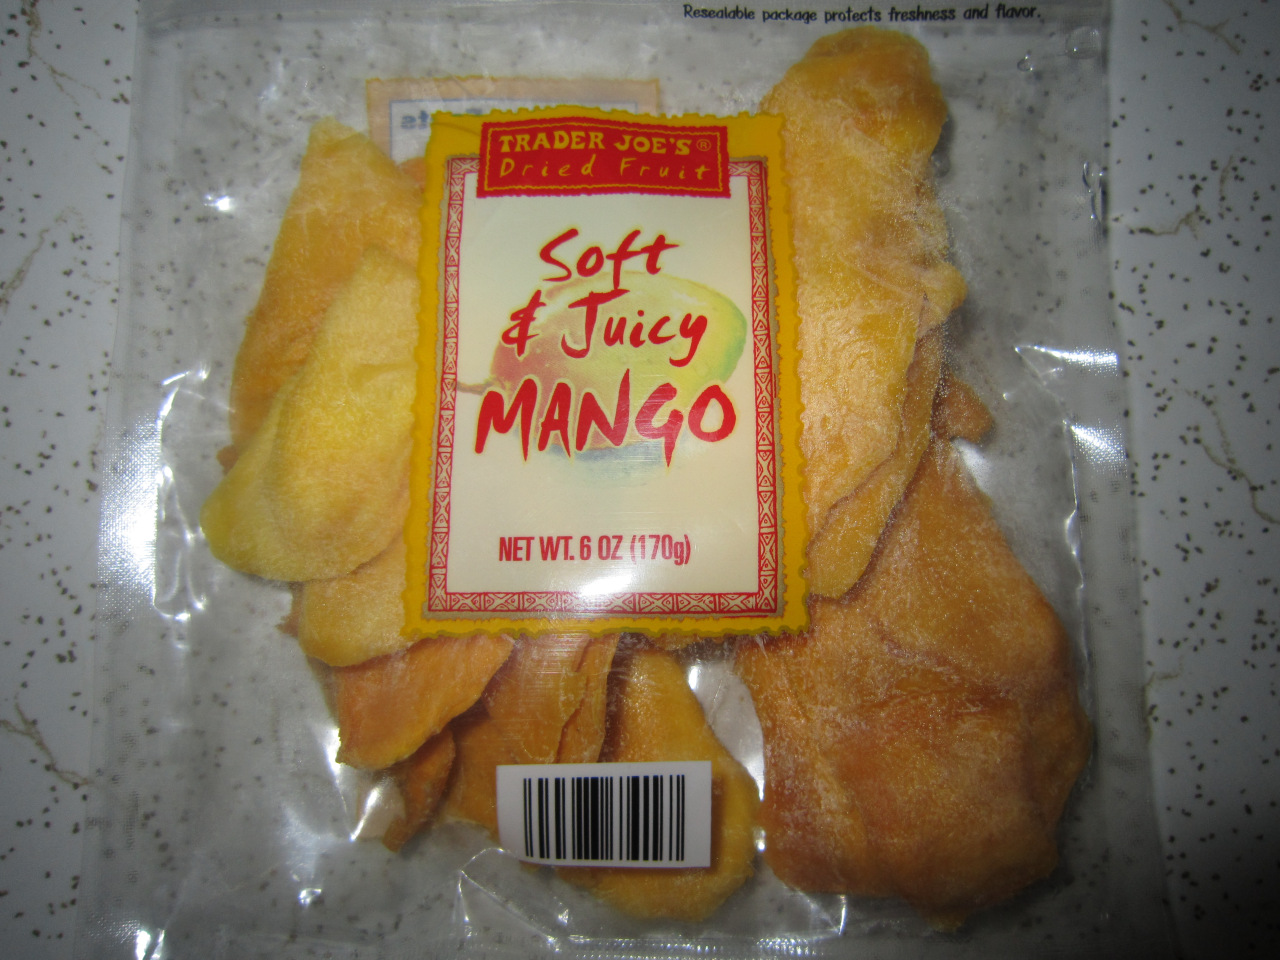 Resealable package protects freshness and flavor.
TRADER JOE'S®
Dried Fruit
Soft
& Juicy
MANGO
NET WT. 6 OZ (170g)